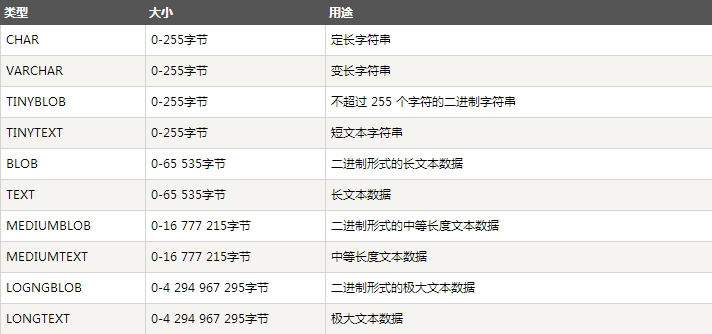 类型 大小 用途
CHAR 0-255字节 定长字符串
VARCHAR 0-255字节 变长字符串
TINYBLOB 0-255字节 不超过 255 个字符的二进制字符串
TINYTEXT 0-255字节 短文本字符串
BLOB 0-65 535字节 二进制形式的长文本数据
TEXT 0-65 535字节 长文本数据
MEDIUMBLOB 0-16 777 215字节 二进制形式的中等长度文本数据
MEDIUMTEXT 0-16 777 215字节 中等长度文本数据
LOGNGBLOB 0-4 294 967 295字节 二进制形式的极大文本数据
LONGTEXT 0-4 294 967 295字节 极大文本数据